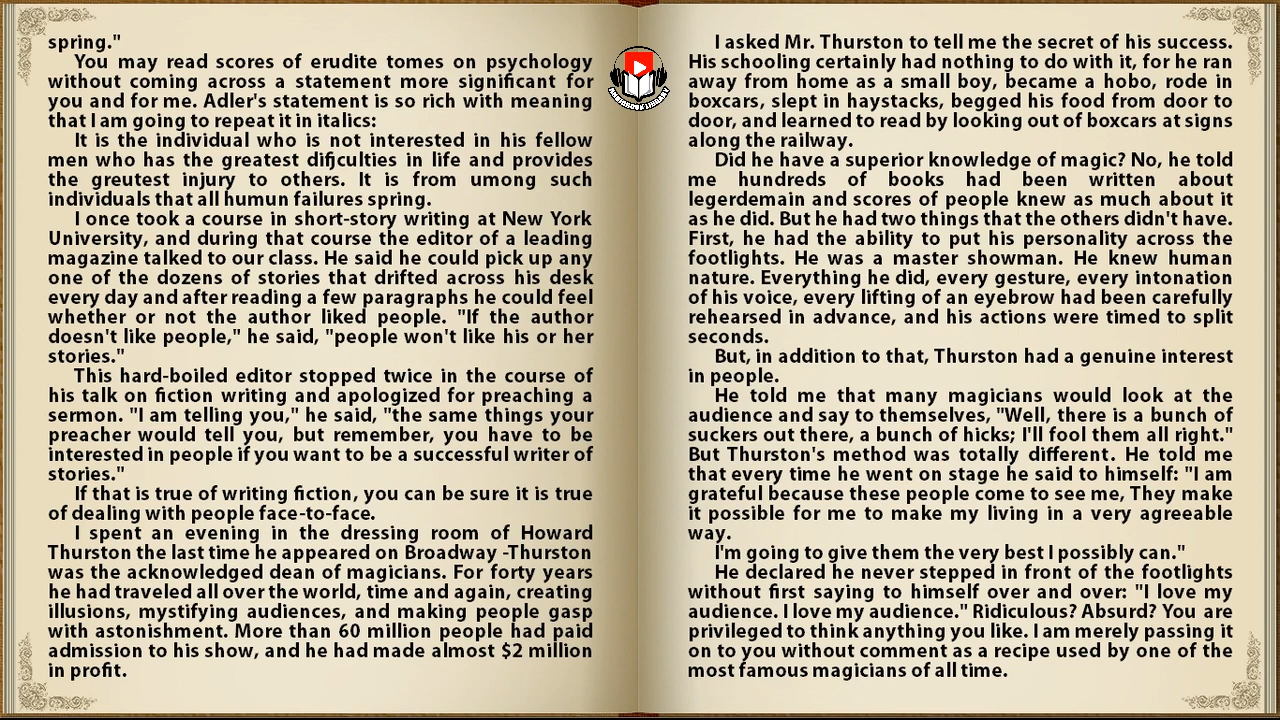 spring."
You may read scores of erudite tomes on psychology
without coming across a statement more significant for
you and for me. Adler's statement is so rich with meaning
that I am going to repeat it in italics:
It is the individual who is not interested in his fellow
men who has the greatest difjculties in life and provides
the greutest injury to others. It is from umong such
individuals that all humun failures spring.
I once took a course in short-story writing at New York
University, and during that course the editor of a leading
magazine talked to our class. He said he could pick up any
one of the dozens of stories that drifted across his desk
every day and after reading a few paragraphs he could feel
whether or not the author liked people. "If the author
doesn't like people," he said, "people won't like his or her
stories."
This hard-boiled editor stopped twice in the course of
his talk on fiction writing and apologized for preaching a
sermon. "I am telling you," he said, "the same things your
preacher would tell you, but remember, you have to be
interested in people if you want to be a successful writer of
stories."
If that is true of writing fiction, you can be sure it is true
of dealing with people face-to-face.
I spent an evening in the dressing room of Howard
Thurston the last time he appeared on Broadway -Thurston
was the acknowledged dean of magicians. For forty years
he had traveled all over the world, time and again, creating
illusions, mystifying audiences, and making people gasp
with astonishment. More than 60 million people had paid
admission to his show, and he had made almost $2 million
in profit.
I asked Mr. Thurston to tell me the secret of his success.
His schooling certainly had nothing to do with it, for he ran
away from home as a small boy, became a hobo, rode in
boxcars, slept in haystacks, begged his food from door to
door, and learned to read by looking out of boxcars at signs
along the railway.
Did he have a superior knowledge of magic? No, he told
me hundreds of books had been written about
legerdemain and scores of people knew as much about it
as he did. But he had two things that the others didn't have.
First, he had the ability to put his personality across the
footlights. He was a master showman. He knew human
nature. Everything he did, every gesture, every intonation
of his voice, every lifting of an eyebrow had been carefully
rehearsed in advance, and his actions were timed to split
seconds.
But, in addition to that, Thurston had a genuine interest
in people.
He told me that many magicians would look at the
audience and say to themselves, "Well, there is a bunch of
suckers out there, a bunch of hicks; I'll fool them all right."
But Thurston's method was totally different. He told me
that every time he went on stage he said to himself: "I am
grateful because these people come to see me, They make
it possible for me to make my living in a very agreeable
way.
I'm going to give them the very best I possibly can."
He declared he never stepped in front of the footlights
without first saying to himself over and over: "I love my
audience. I love my audience." Ridiculous? Absurd? You are
privileged to think anything you like. I am merely passing it
on to you without comment as a recipe used by one of the
most famous magicians of all time.